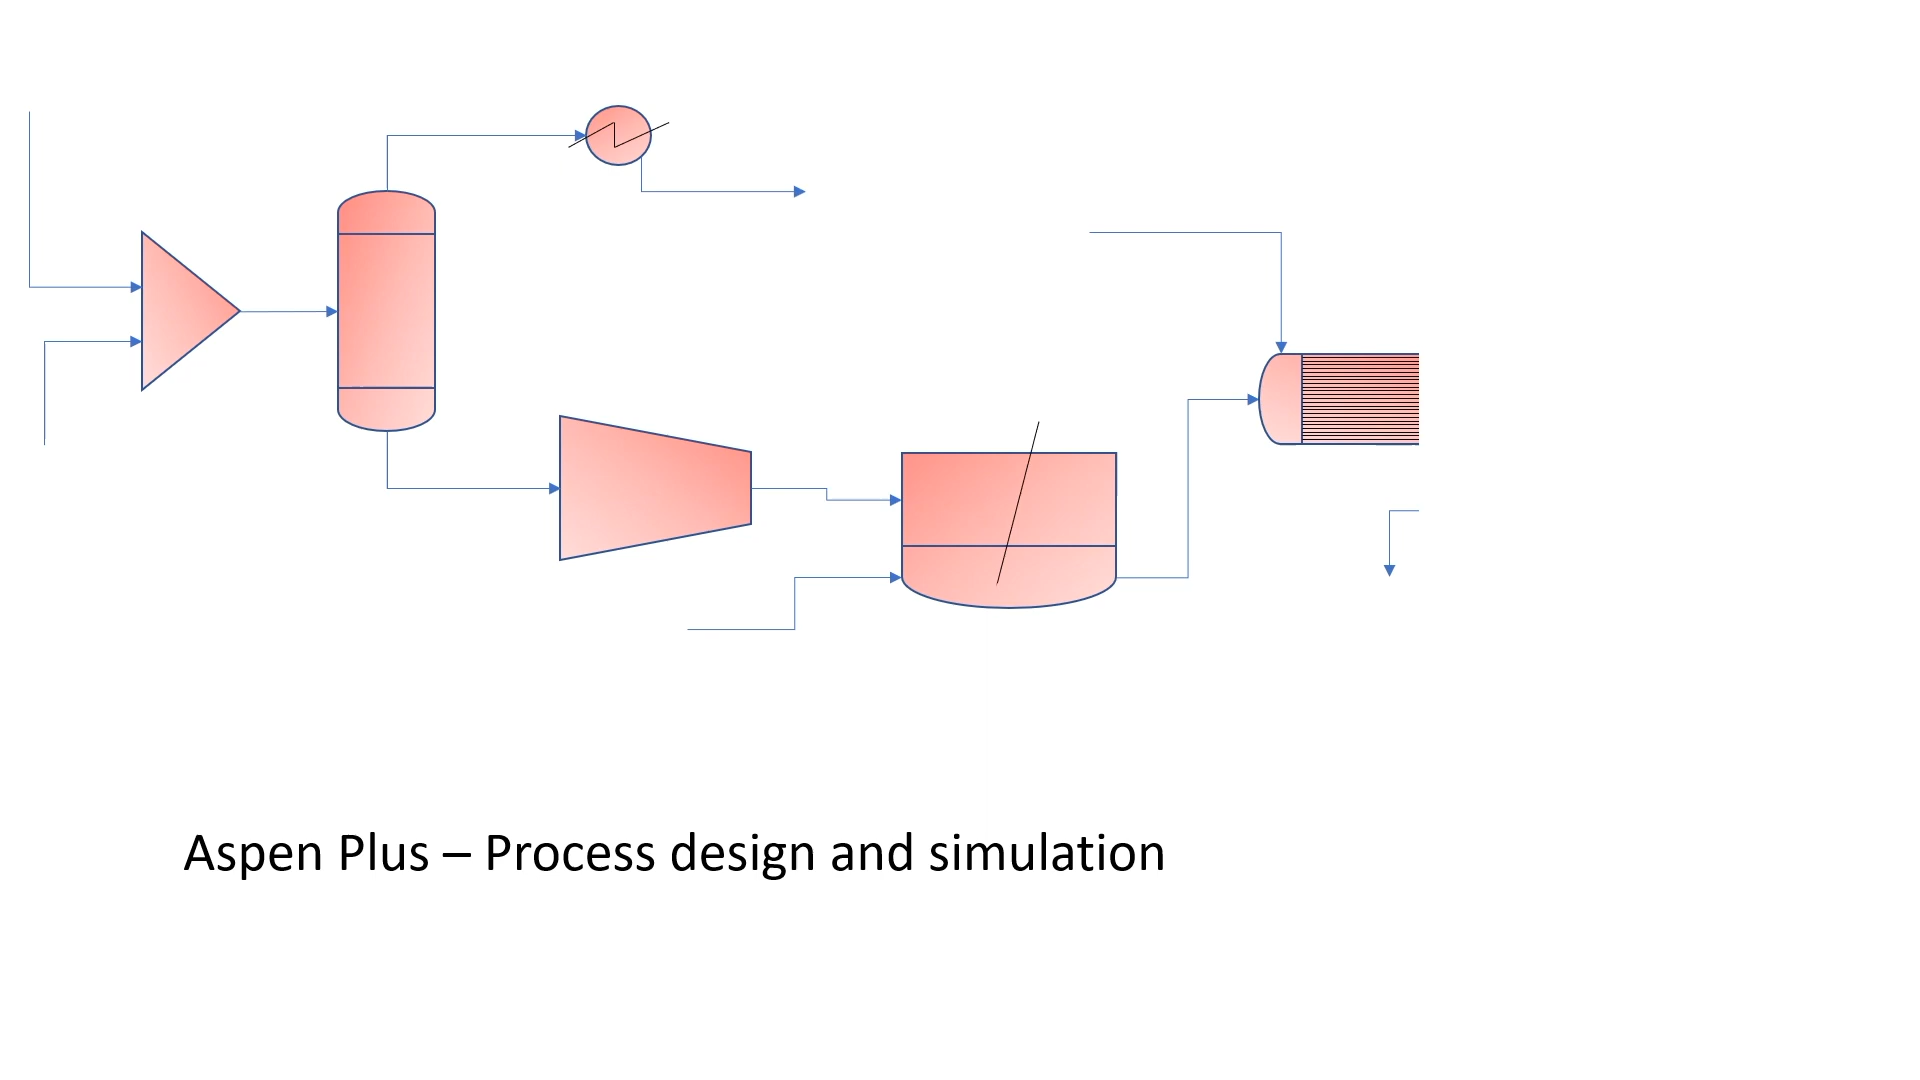 Aspen Plus – Process design and simulation